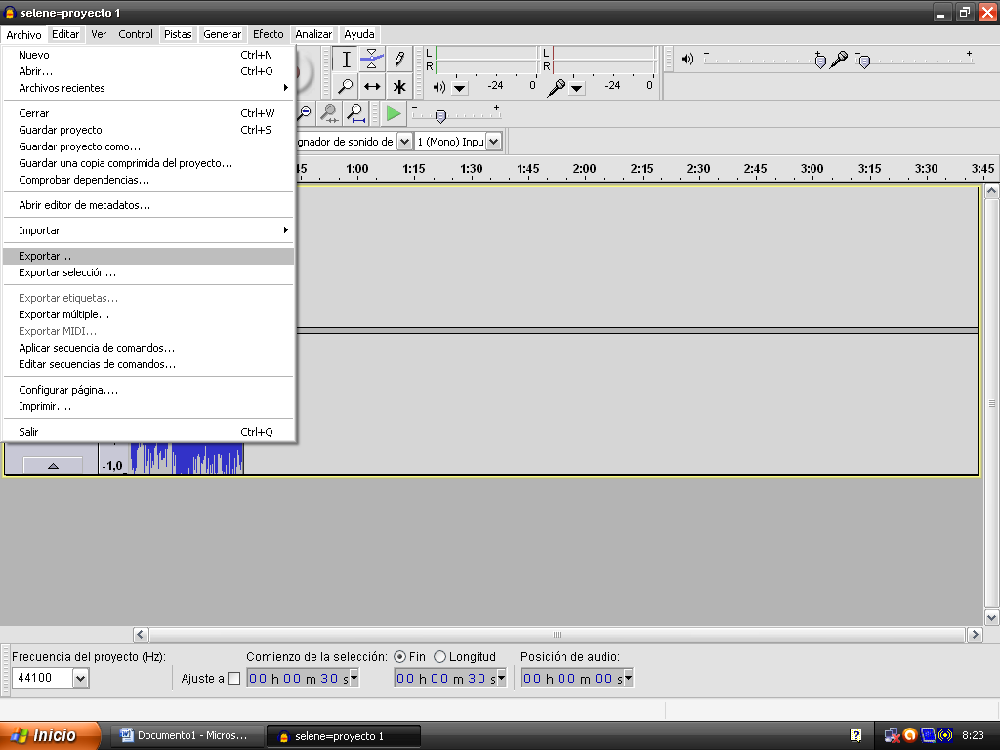 selene=proyecto 1
Archivo Editar Ver Control Pistas Generar Efecto Analizar Ayuda
Nuevo Ctrl+N
Abrir... Ctrl+O
Archivos recientes
Cerrar Ctrl+W
Guardar proyecto Ctrl+S
Guardar proyecto como...
Guardar una copia comprimida del proyecto...
Comprobar dependencias...
Abrir editor de metadatos...
Importar
Exportar...
Exportar selección...
Exportar etiquetas...
Exportar múltiple...
Exportar MIDI...
Aplicar secuencia de comandos...
Editar secuencias de comandos...
Configurar página....
Imprimir....
Salir Ctrl+Q
L L
R R
-24 0 -24 0
- + - +
- +
gnador de sonido de 1 (Mono) Inpu
45 1:00 1:15 1:30 1:45 2:00 2:15 2:30 2:45 3:00 3:15 3:30 3:45
-1,0
Frecuencia del proyecto (Hz): Comienzo de la selección: Fin Longitud Posición de audio:
44100 Ajuste a 00 h 00 m 30 s 00 h 00 m 30 s 00 h 00 m 00 s
Inicio Documento1 - Micros... selene=proyecto 1 8:23